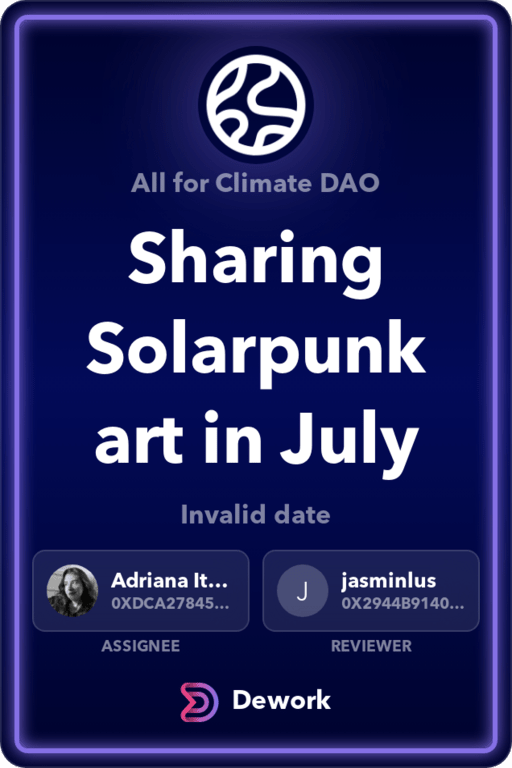 All for Climate DAO
Sharing
Solarpunk
art in July
Invalid date
Adriana It...
0XDCA27845...
ASSIGNEE
J
jasminlus
0X2944B9140...
REVIEWER
Dework